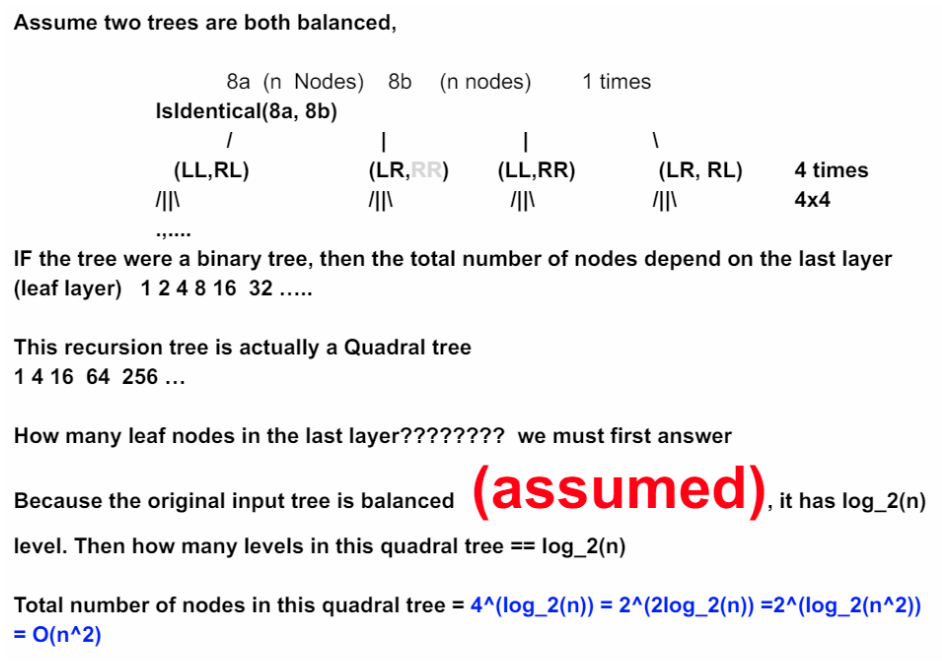 Assume two trees are both balanced,
8a (n Nodes) 8b (n nodes) 1 times
IsIdentical(8a, 8b)
/ | | \
(LL,RL) (LR,RR) (LL,RR) (LR, RL) 4 times
/||\ /||\ /||\ /||\ 4x4
.,....
IF the tree were a binary tree, then the total number of nodes depend on the last layer
(leaf layer) 1 2 4 8 16 32 …..
This recursion tree is actually a Quadral tree
1 4 16 64 256 …
How many leaf nodes in the last layer???????? we must first answer
Because the original input tree is balanced (assumed), it has log_2(n)
level. Then how many levels in this quadral tree == log_2(n)
Total number of nodes in this quadral tree = 4^(log_2(n)) = 2^(2log_2(n)) =2^(log_2(n^2))
= O(n^2)